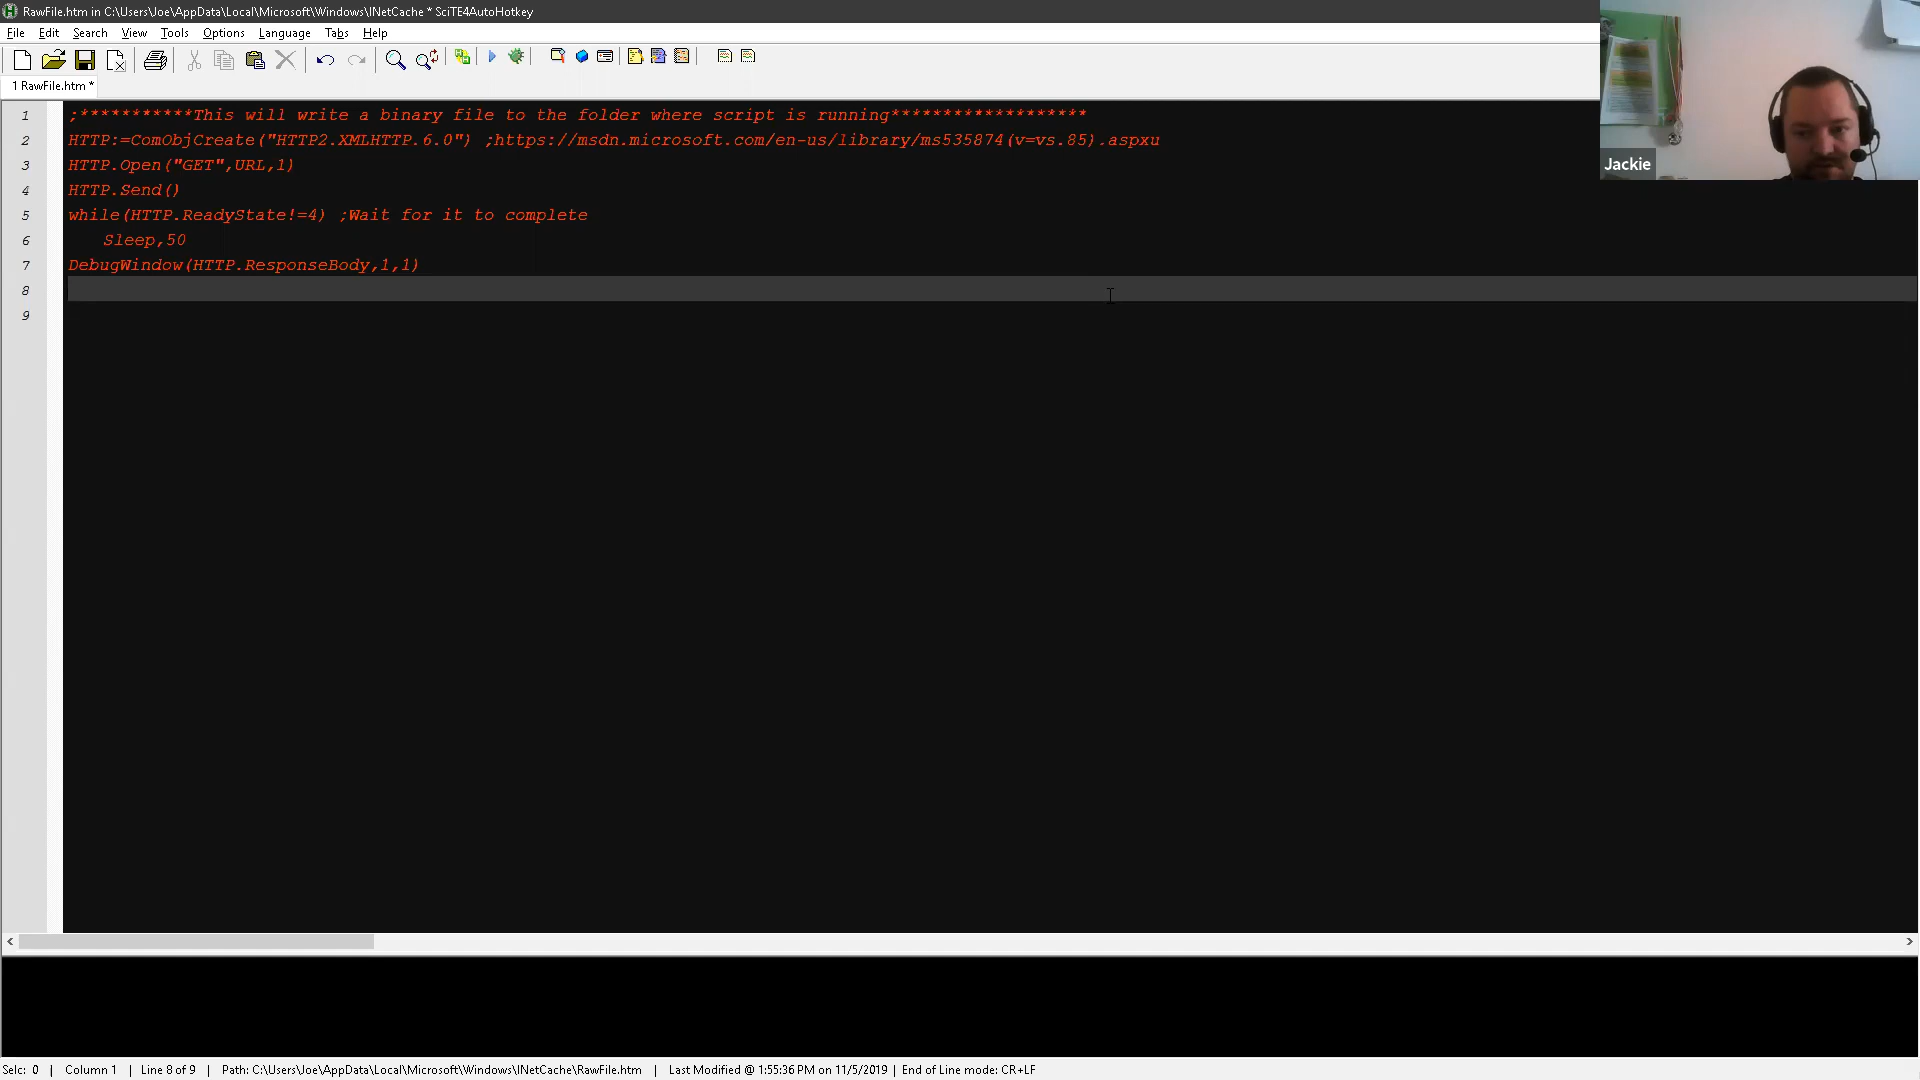 RawFile.htm in C:\Users\Joe\AppData\Local\Microsoft\Windows\INetCache * SciTE4AutoHotkey
File Edit Search View Tools Options Language Tabs Help
1 RawFile.htm *
1 ;***********This will write a binary file to the folder where script is running*******************
2 HTTP:=ComObjCreate("HTTP2.XMLHTTP.6.0") ;https://msdn.microsoft.com/en-us/library/ms535874(v=vs.85).aspxu
3 HTTP.Open("GET",URL,1)
4 HTTP.Send()
5 while(HTTP.ReadyState!=4) ;Wait for it to complete
6 Sleep,50
7 DebugWindow(HTTP.ResponseBody,1,1)
8
9
Jackie
Selc: 0 | Column 1 | Line 8 of 9 | Path: C:\Users\Joe\AppData\Local\Microsoft\Windows\INetCache\RawFile.htm | Last Modified @ 1:55:36 PM on 11/5/2019 | End of Line mode: CR+LF